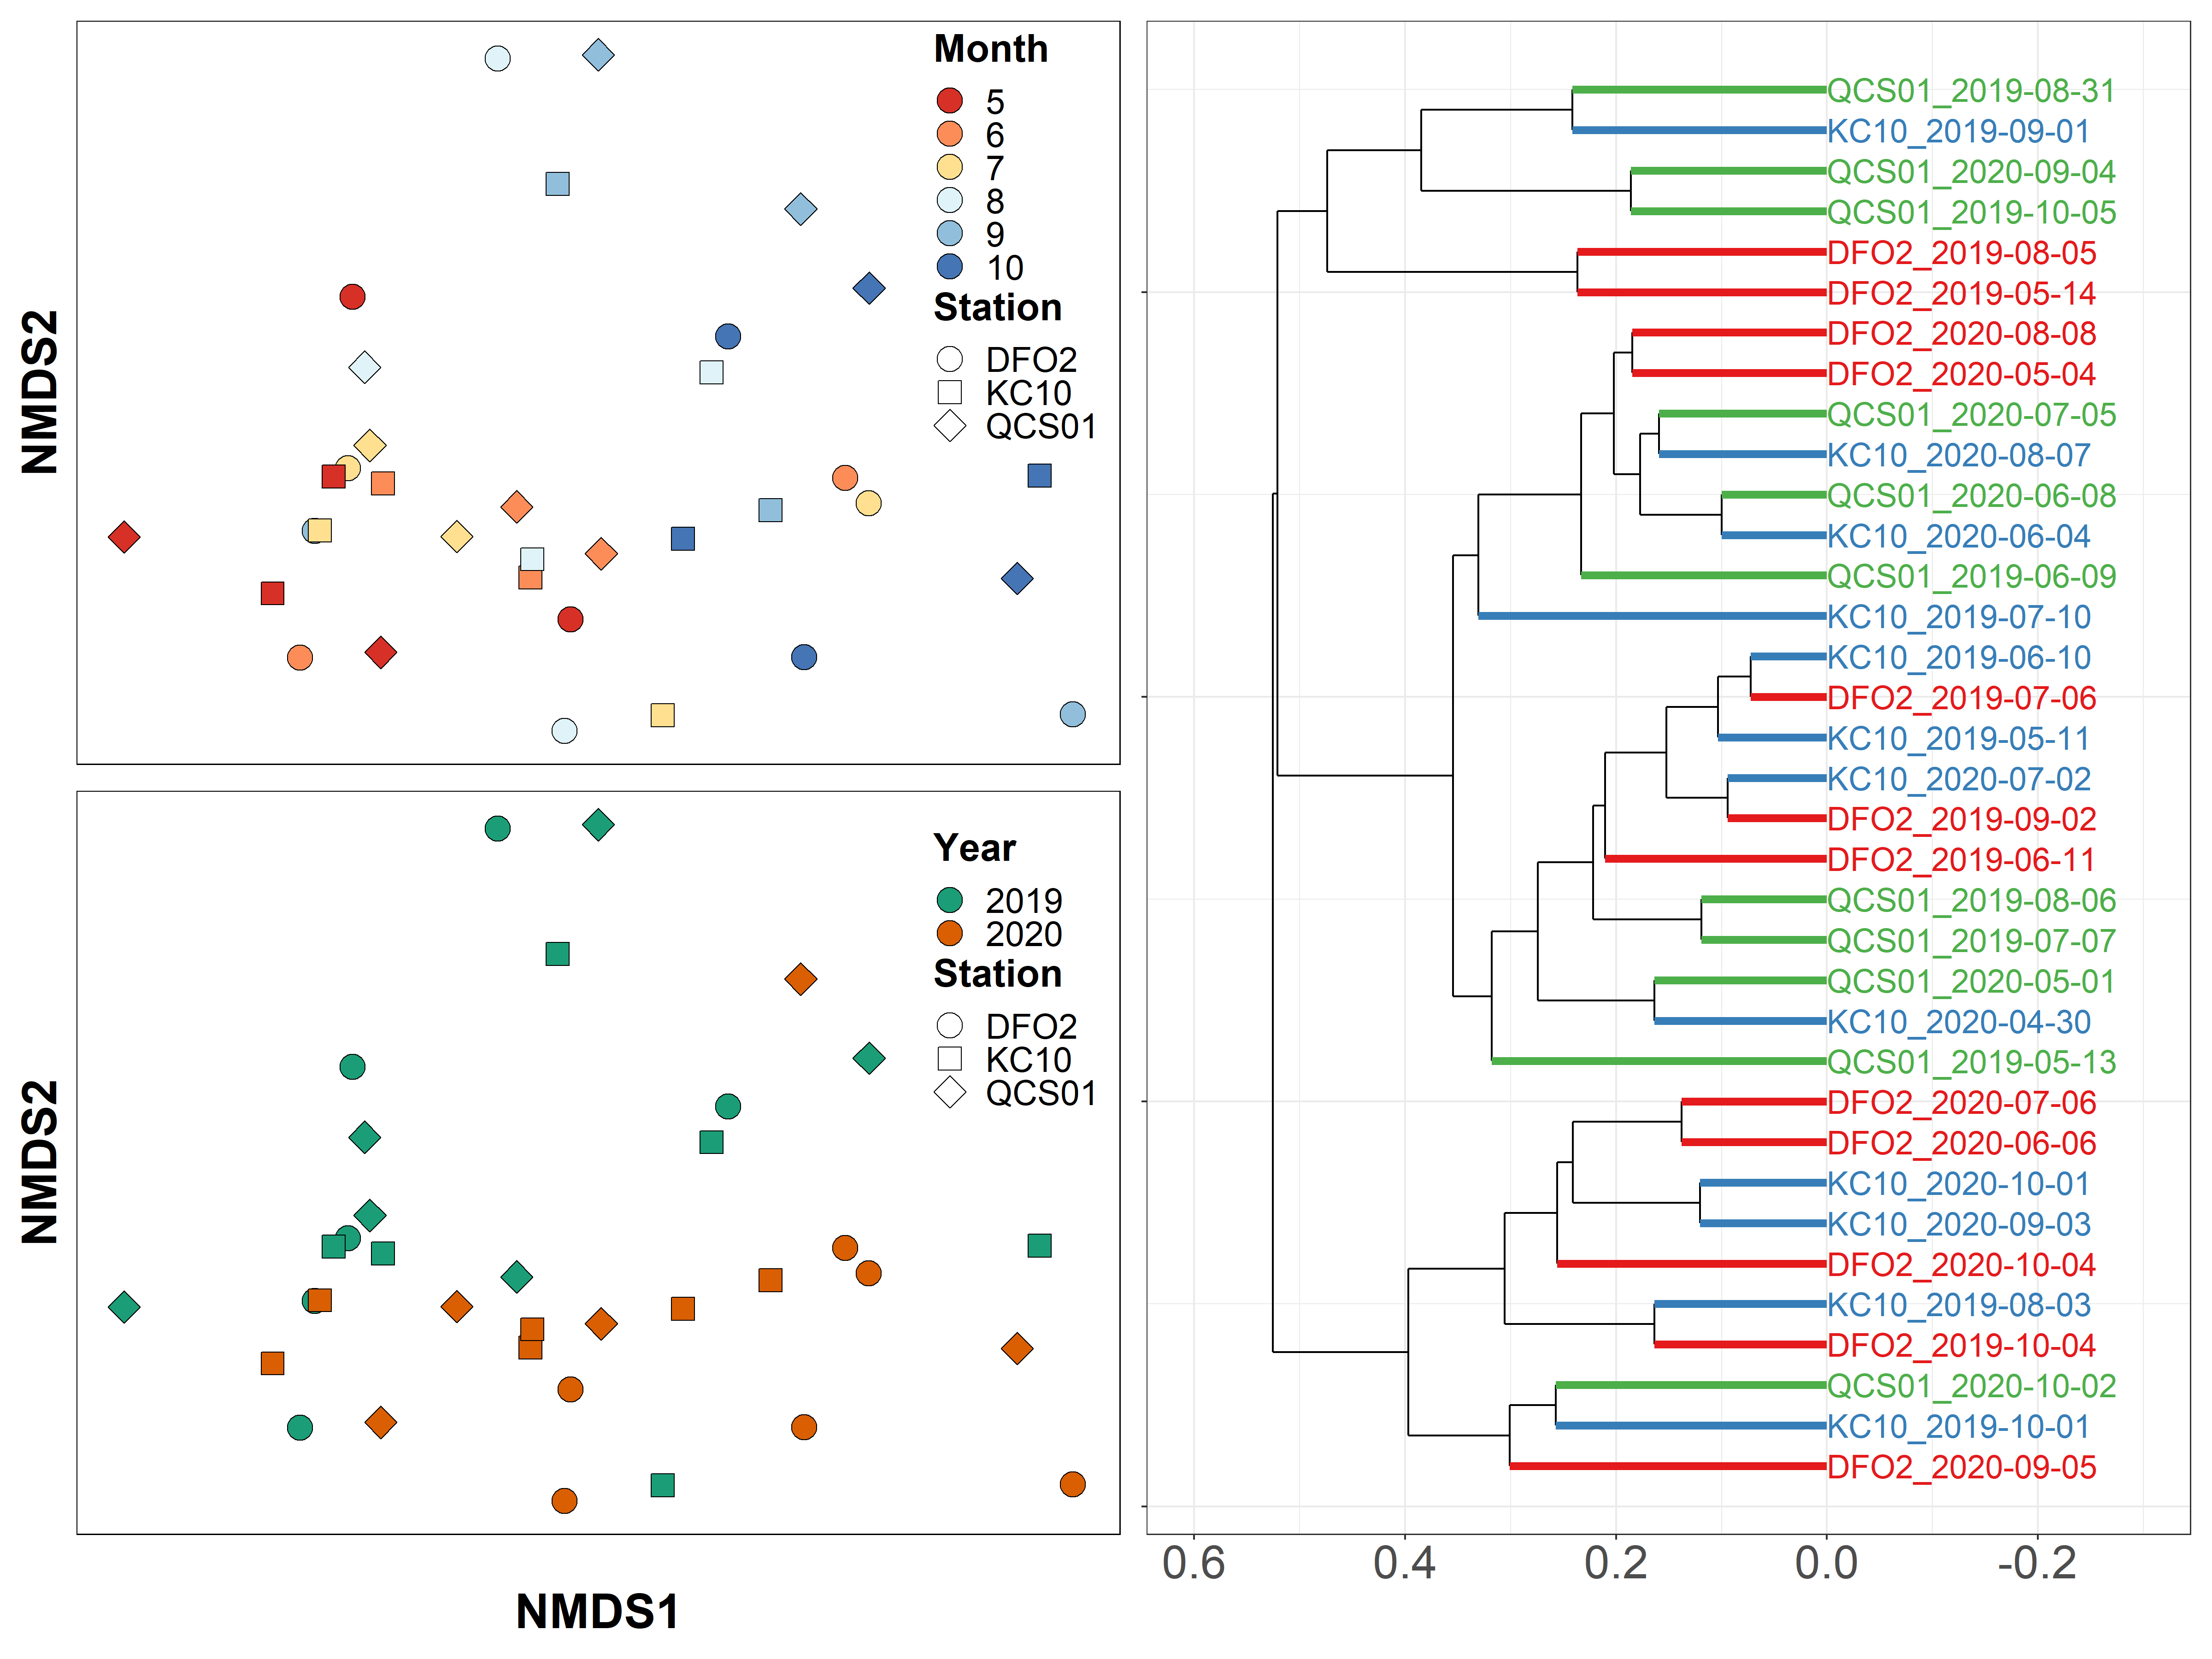 NMDS2
Month
5
6
7
8
9
10
Station
DFO2
KC10
QCS01
NMDS2
Year
2019
2020
Station
DFO2
KC10
QCS01
NMDS1
QCS01_2019-08-31
KC10_2019-09-01
QCS01_2020-09-04
QCS01_2019-10-05
DFO2_2019-08-05
DFO2_2019-05-14
DFO2_2020-08-08
DFO2_2020-05-04
QCS01_2020-07-05
KC10_2020-08-07
QCS01_2020-06-08
KC10_2020-06-04
QCS01_2019-06-09
KC10_2019-07-10
KC10_2019-06-10
DFO2_2019-07-06
KC10_2019-05-11
KC10_2020-07-02
DFO2_2019-09-02
DFO2_2019-06-11
QCS01_2019-08-06
QCS01_2019-07-07
QCS01_2020-05-01
KC10_2020-04-30
QCS01_2019-05-13
DFO2_2020-07-06
DFO2_2020-06-06
KC10_2020-10-01
KC10_2020-09-03
DFO2_2020-10-04
KC10_2019-08-03
DFO2_2019-10-04
QCS01_2020-10-02
KC10_2019-10-01
DFO2_2020-09-05
0.6 0.4 0.2 0.0 -0.2